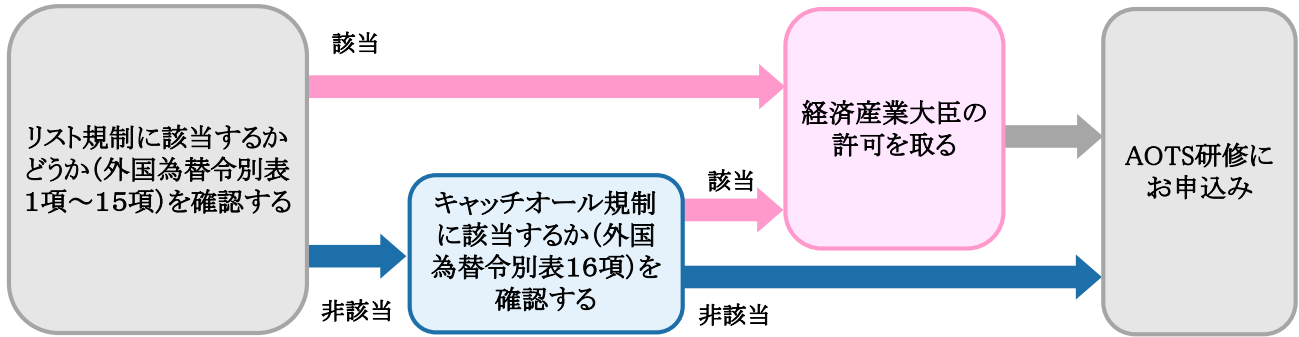 リスト規制に該当するか
どうか（外国為替令別表
１項～１５項）を確認する
該当
非該当
キャッチオール規制
に該当するか（外国
為替令別表１６項）を
確認する
該当
非該当
経済産業大臣の
許可を取る
AOTS研修に
お申込み